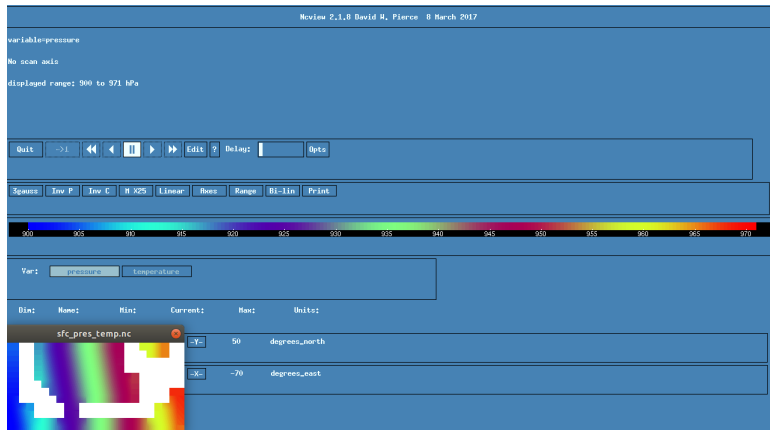 Ncview 2.1.8 David W. Pierce 8 March 2017
variable=pressure
No scan axis
displayed range: 900 to 971 hPa
Quit ->1 Edit ? Delay: Opts
3gauss Inv P Inv C M X25 Linear Axes Range Bi-lin Print
900 905 910 915 920 925 930 935 940 945 950 955 960 965 970
Var: pressure temperature
Dim: Name: Min: Current: Max: Units:
sfc_pres_temp.nc
-Y- 50 degrees_north
-X- -70 degrees_east